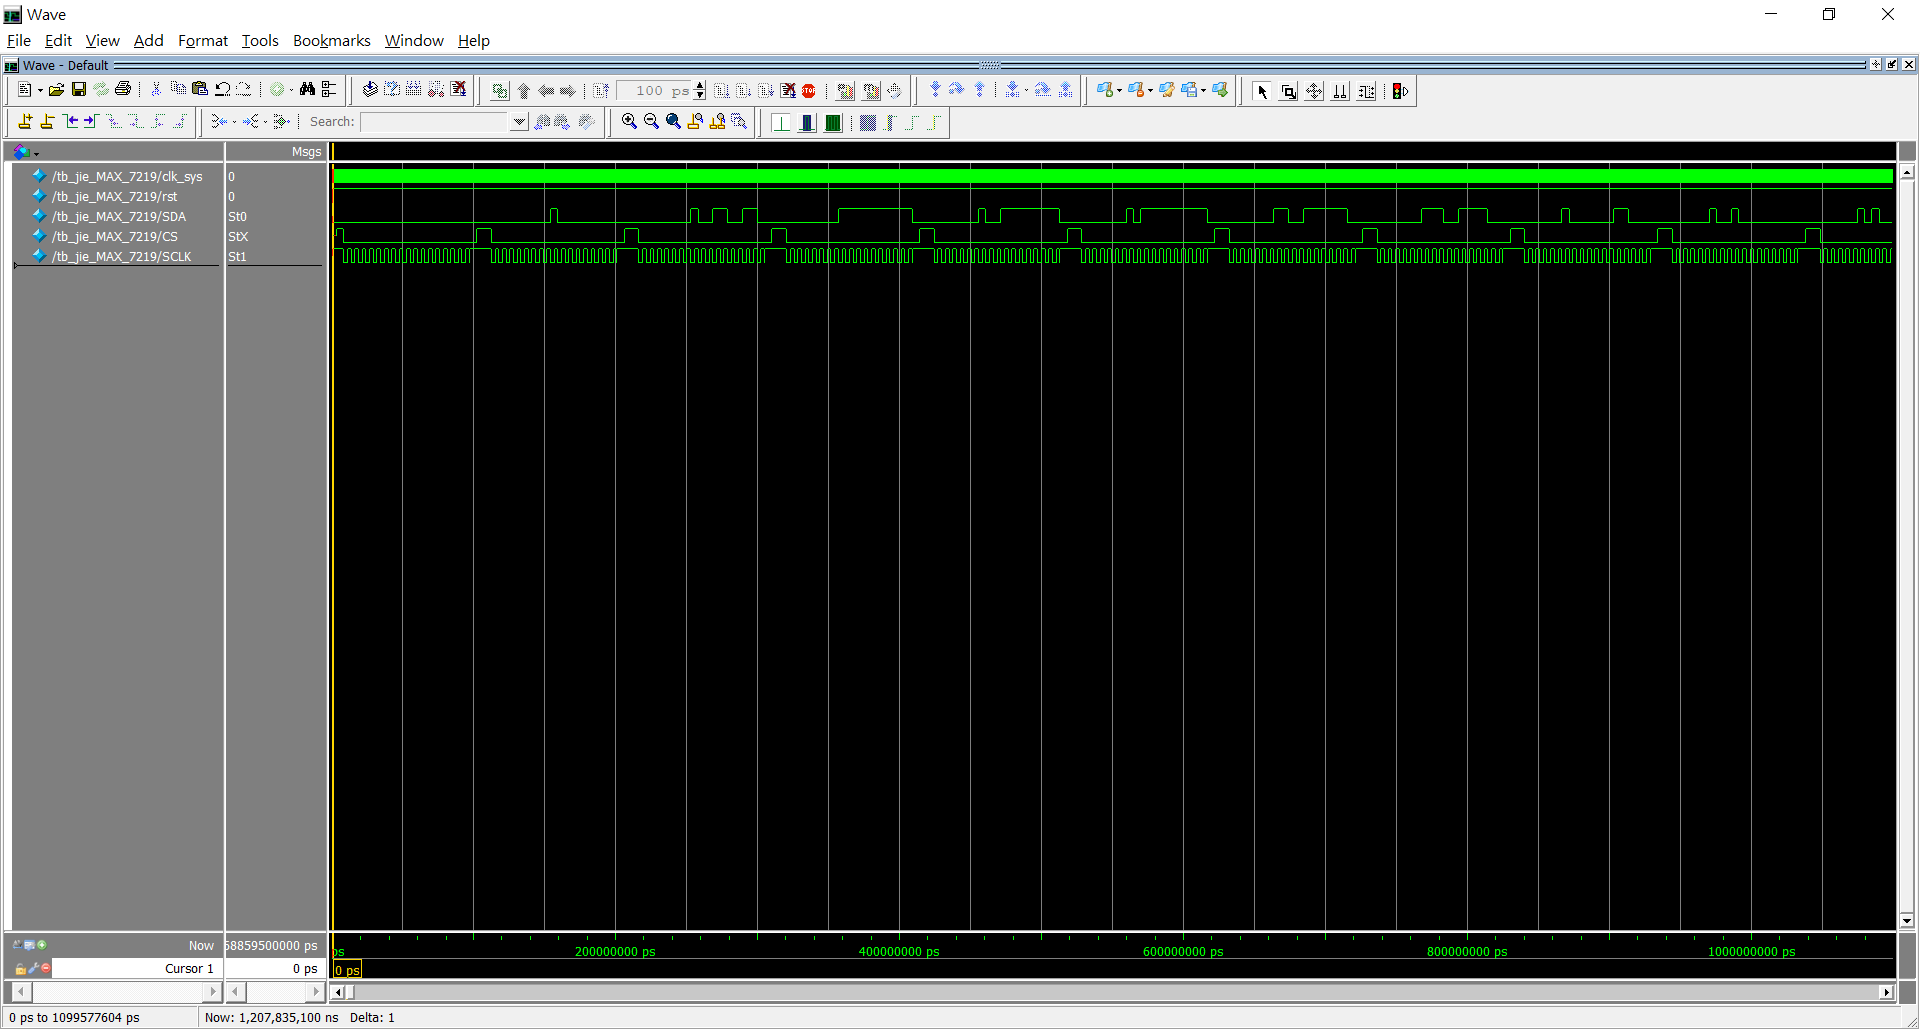 Wave
File Edit View Add Format Tools Bookmarks Window Help
Wave - Default
100 ps
STOP
Search:
Msgs
/tb_jie_MAX_7219/clk_sys 0
/tb_jie_MAX_7219/rst 0
/tb_jie_MAX_7219/SDA St0
/tb_jie_MAX_7219/CS StX
/tb_jie_MAX_7219/SCLK St1
Now 58859500000 ps
ps 200000000 ps 400000000 ps 600000000 ps 800000000 ps 1000000000 ps
Cursor 1 0 ps
0 ps
0 ps to 1099577604 ps Now: 1,207,835,100 ns Delta: 1